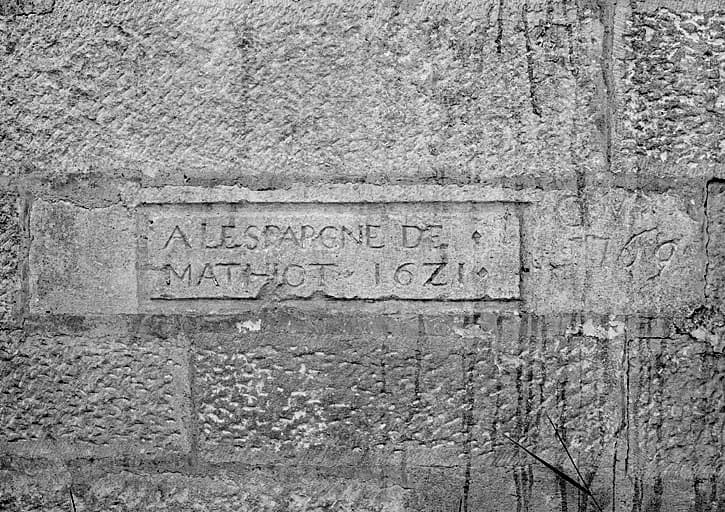 A LESPARGNE DE
MATHIOT 1621
1769